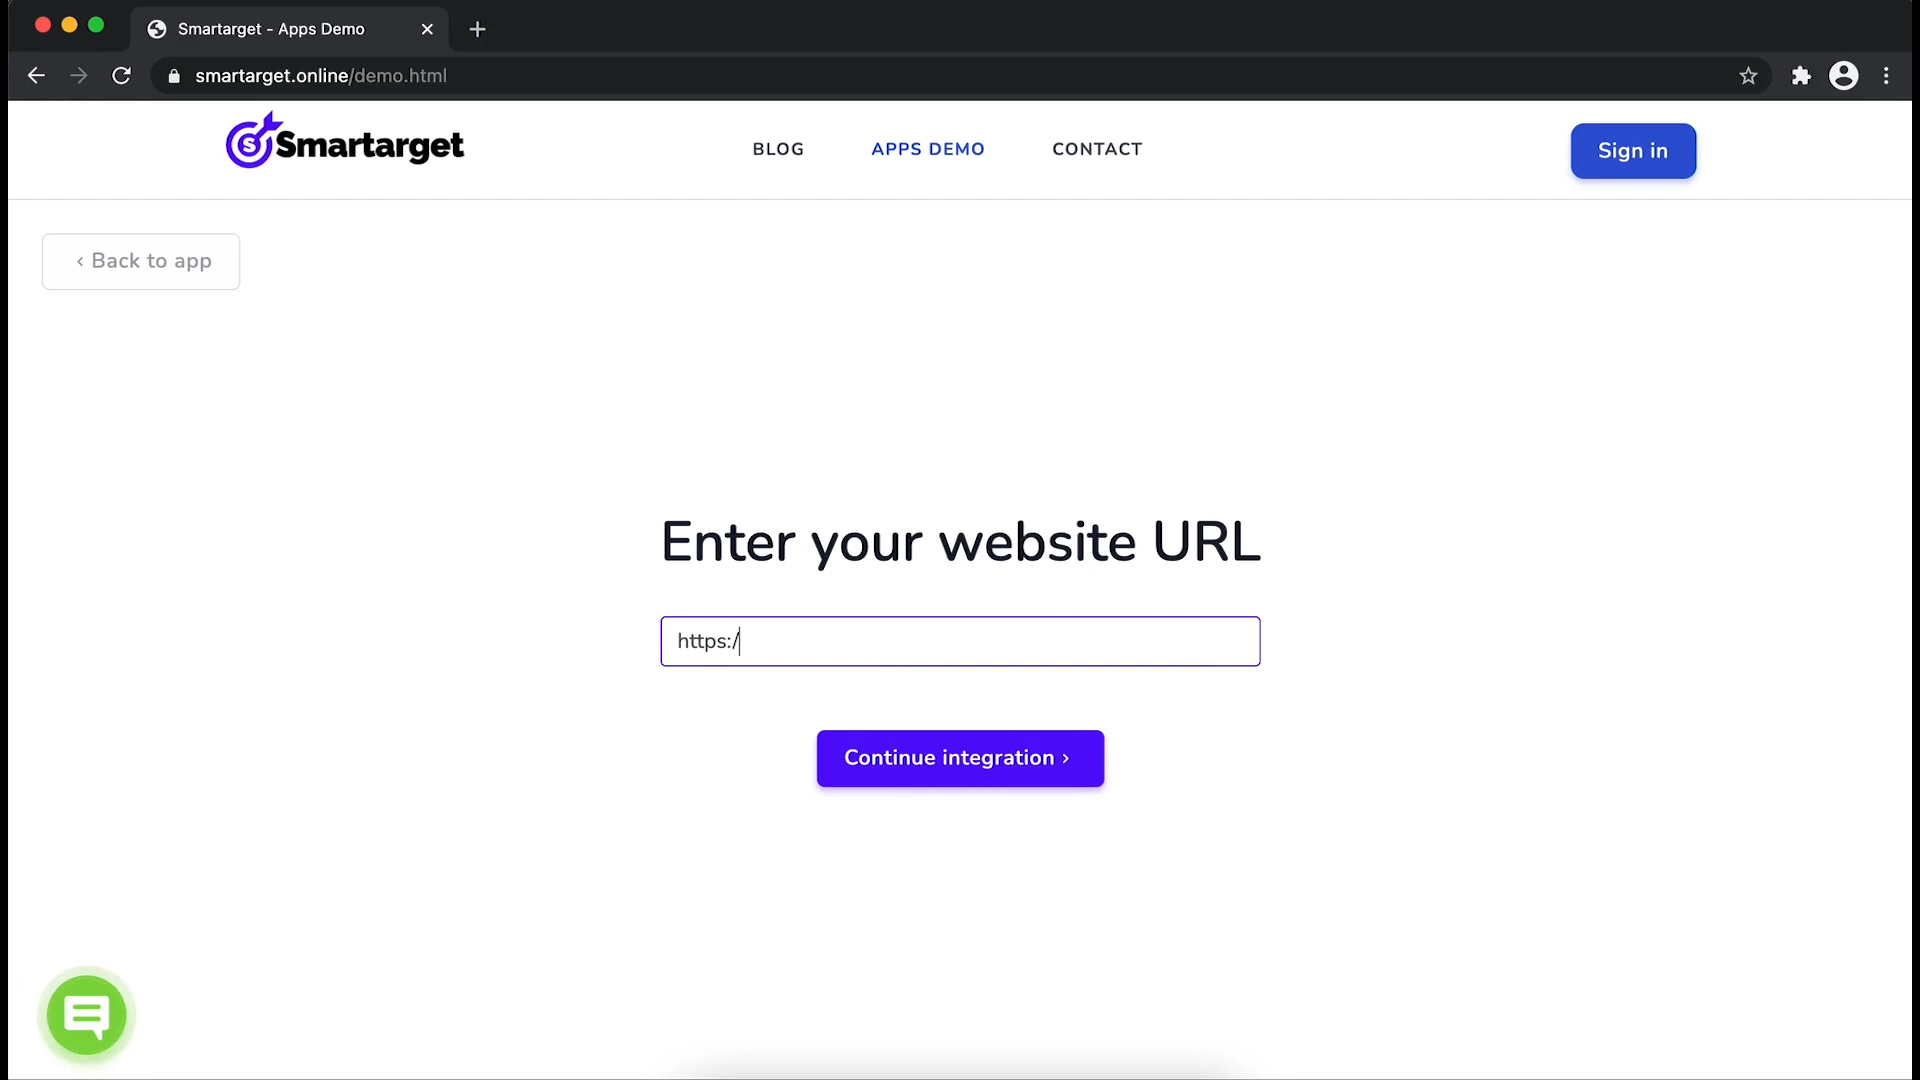 Smartarget - Apps Demo
smartarget.online/demo.html
Smartarget
BLOG
APPS DEMO
CONTACT
Sign in
‹ Back to app
Enter your website URL
https:/
Continue integration ›